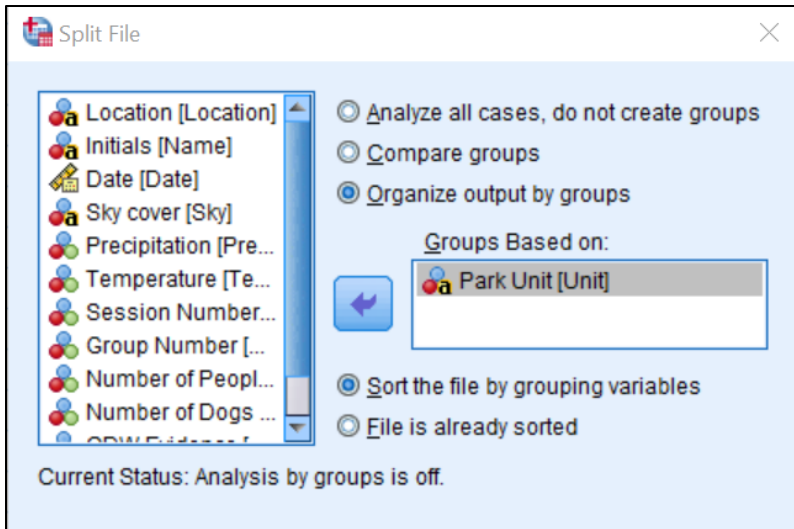 Split File
Location [Location]
Initials [Name]
Date [Date]
Sky cover [Sky]
Precipitation [Pre...
Temperature [Te...
Session Number...
Group Number [...
Number of Peopl...
Number of Dogs ...
Analyze all cases, do not create groups
Compare groups
Organize output by groups
Groups Based on:
Park Unit [Unit]
Sort the file by grouping variables
File is already sorted
Current Status: Analysis by groups is off.